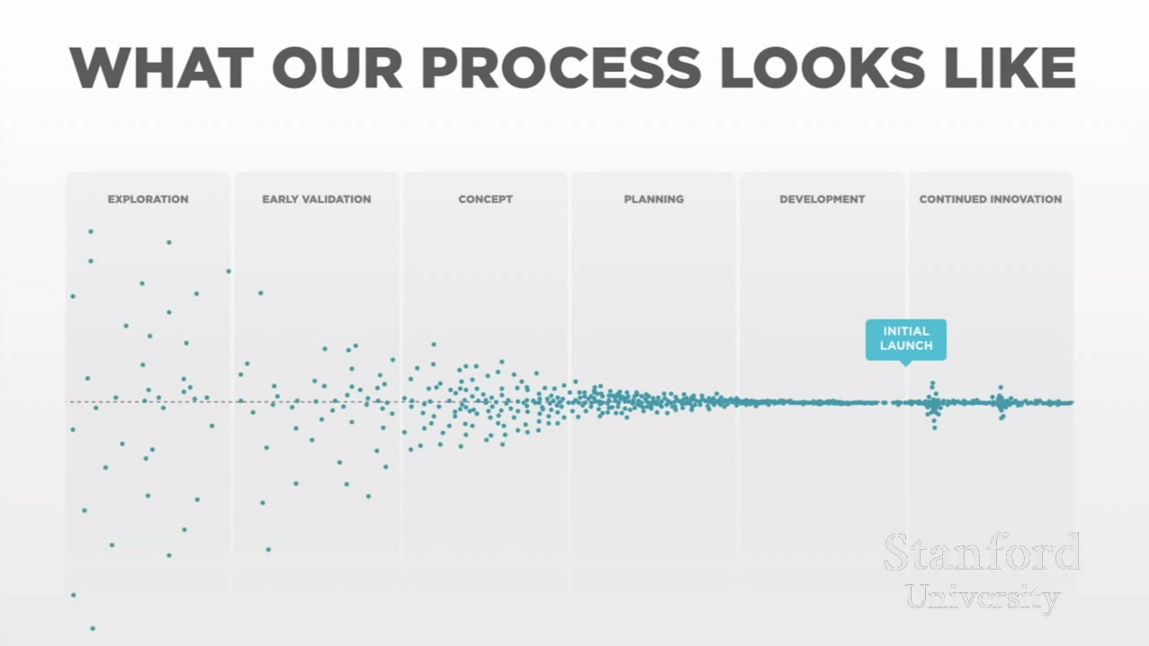 WHAT OUR PROCESS LOOKS LIKE
EXPLORATION
EARLY VALIDATION
CONCEPT
PLANNING
DEVELOPMENT
CONTINUED INNOVATION
INITIAL
LAUNCH
Stanford
University